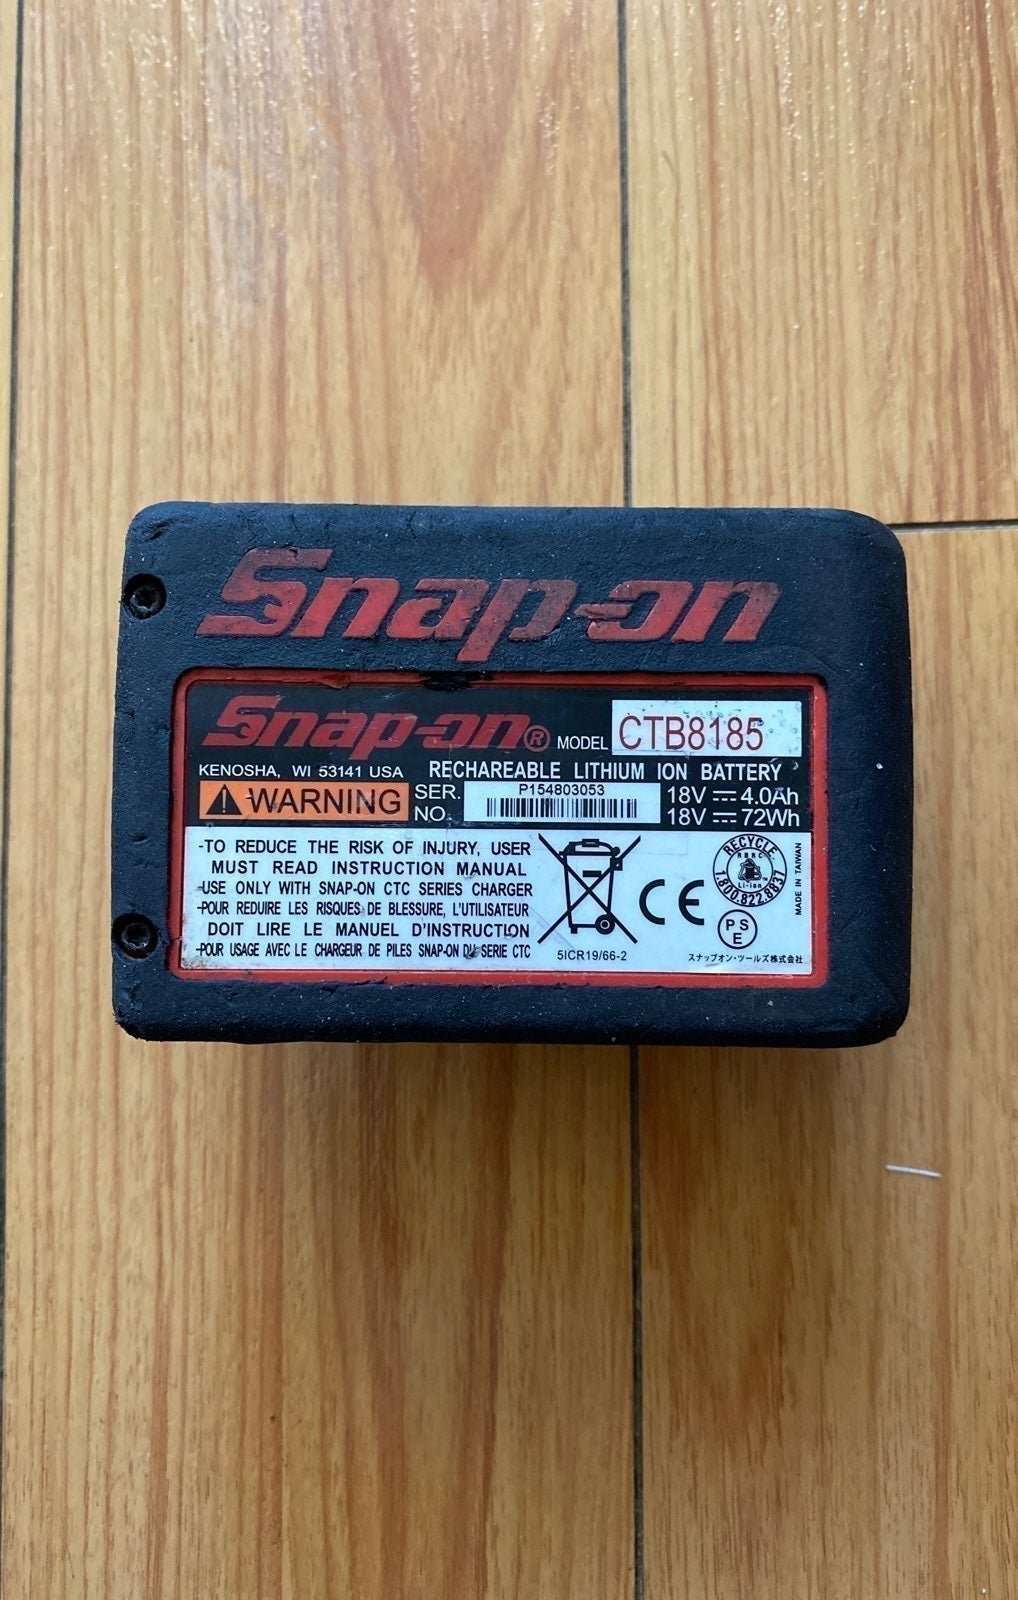 Snap-on
Snap-on® MODEL CTB8185
KENOSHA, WI 53141 USA RECHAREABLE LITHIUM ION BATTERY
WARNING SER. NO. P154803053 18V 4.0Ah
18V 72Wh
-TO REDUCE THE RISK OF INJURY, USER
MUST READ INSTRUCTION MANUAL
-USE ONLY WITH SNAP-ON CTC SERIES CHARGER
-POUR REDUIRE LES RISQUES DE BLESSURE, L'UTILISATEUR
DOIT LIRE LE MANUEL D'INSTRUCTION
-POUR USAGE AVEC LE CHARGEUR DE PILES SNAP-ON DU SERIE CTC
5ICR19/66-2
CE
RECYCLE
RBRC
Li-ion
1.800.822.8837
PSE
MADE IN TAIWAN
スナップオン・ツールズ株式会社